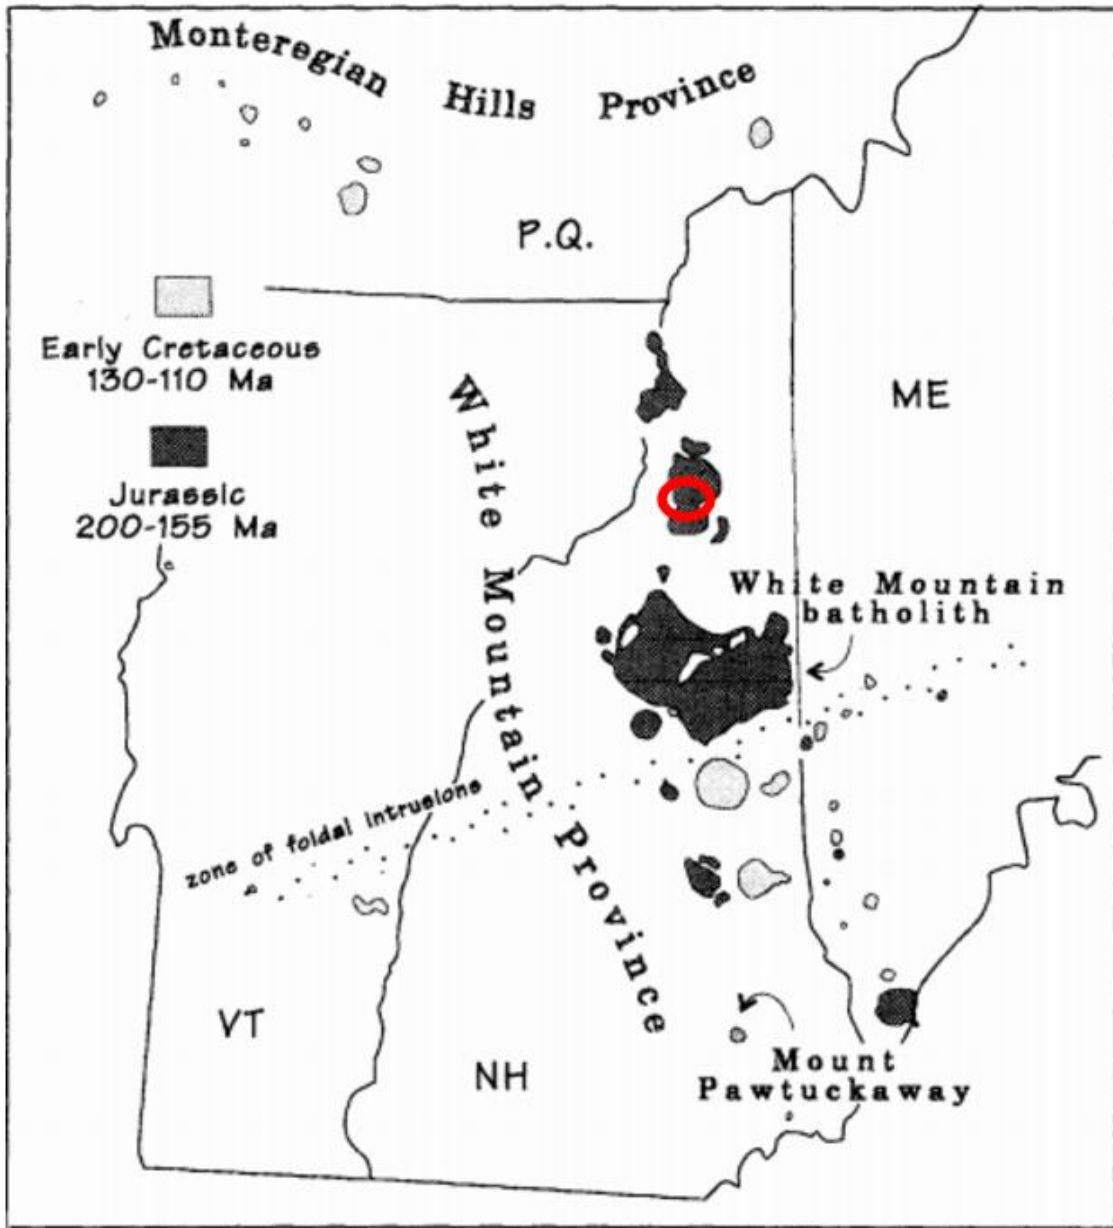 Monteregian Hills Province
P.Q.
Early Cretaceous
130-110 Ma
ME
Jurassic
200-155 Ma
White Mountain Province
White Mountain
batholith
zone of foldal intrusions
VT
NH
Mount
Pawtuckaway